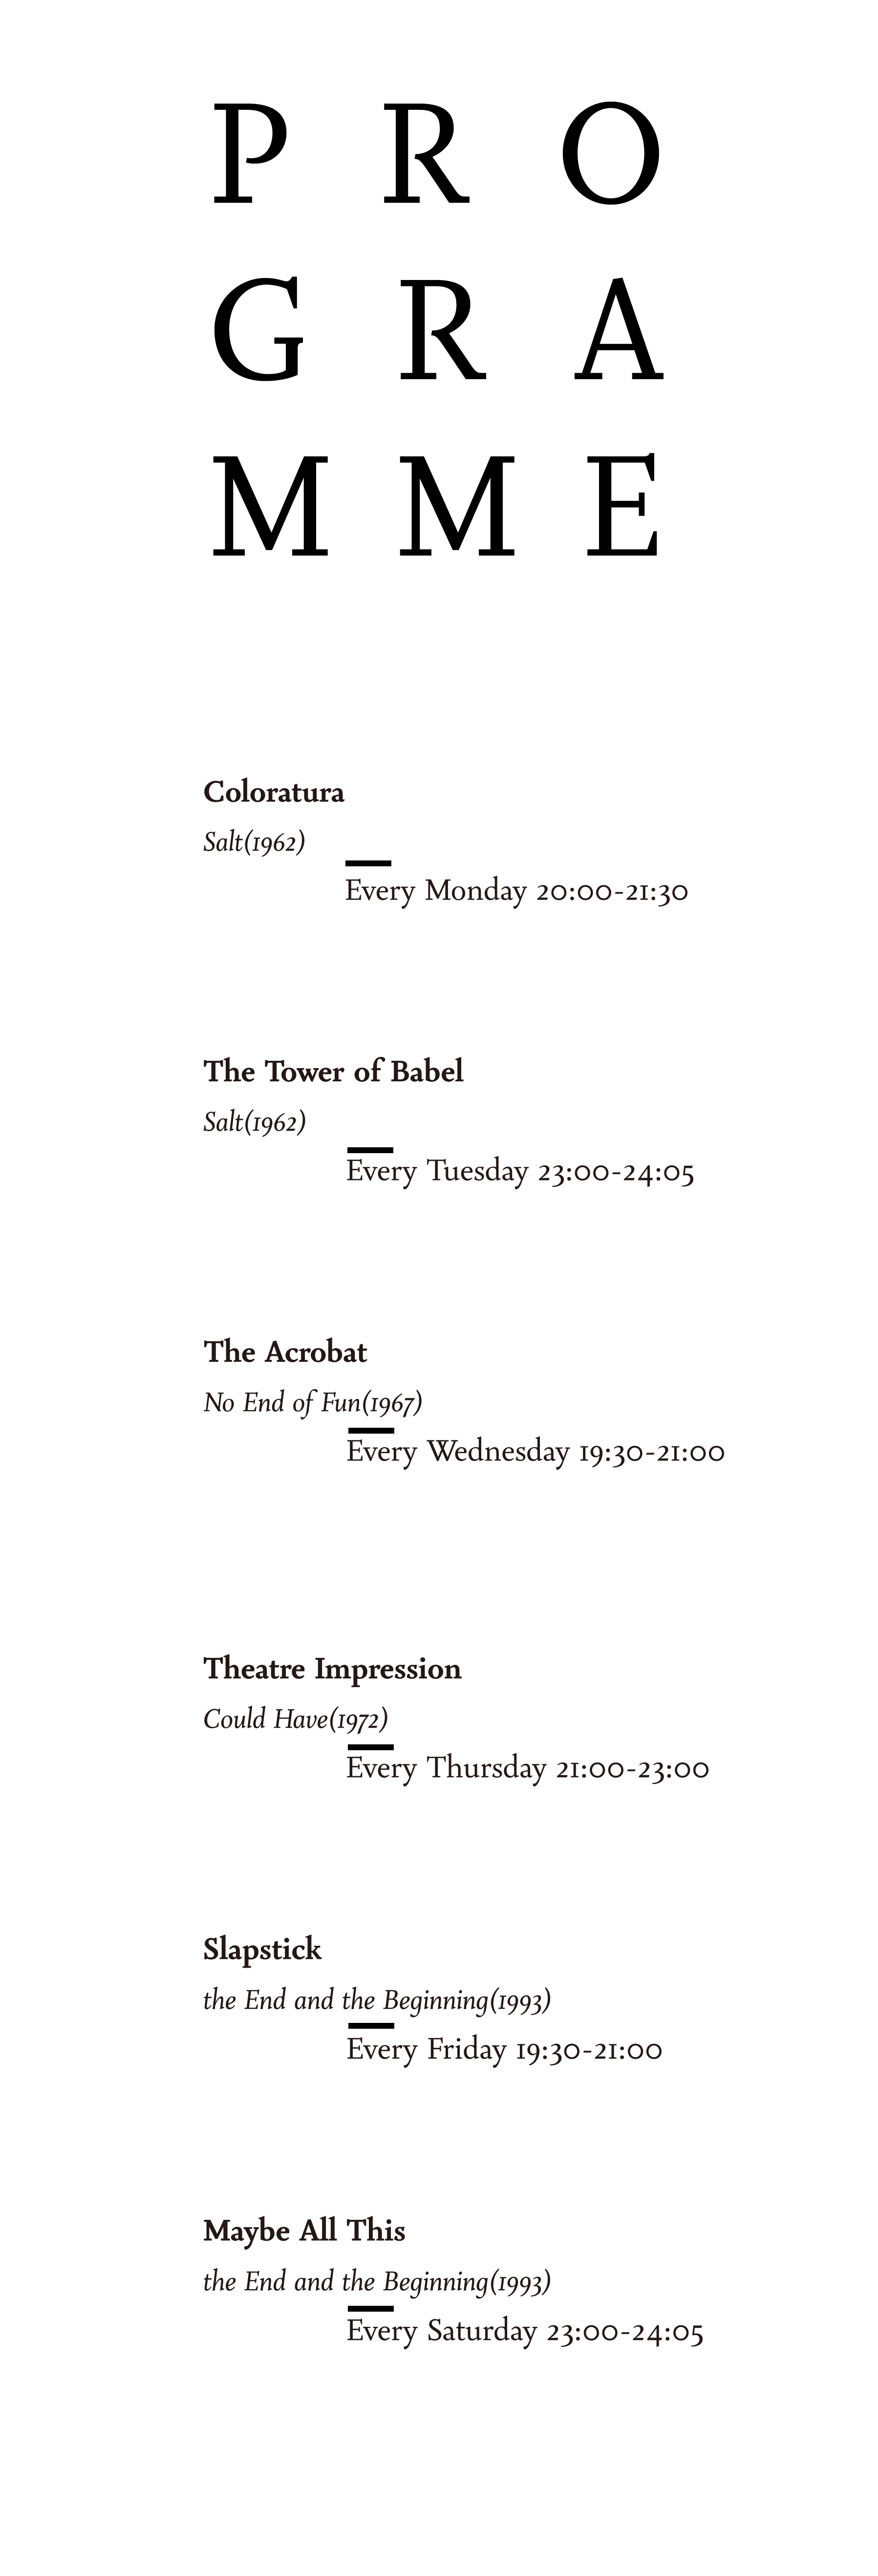 P R O
G R A
M M E
Coloratura
Salt(1962)
Every Monday 20:00-21:30
The Tower of Babel
Salt(1962)
Every Tuesday 23:00-24:05
The Acrobat
No End of Fun(1967)
Every Wednesday 19:30-21:00
Theatre Impression
Could Have(1972)
Every Thursday 21:00-23:00
Slapstick
the End and the Beginning(1993)
Every Friday 19:30-21:00
Maybe All This
the End and the Beginning(1993)
Every Saturday 23:00-24:05